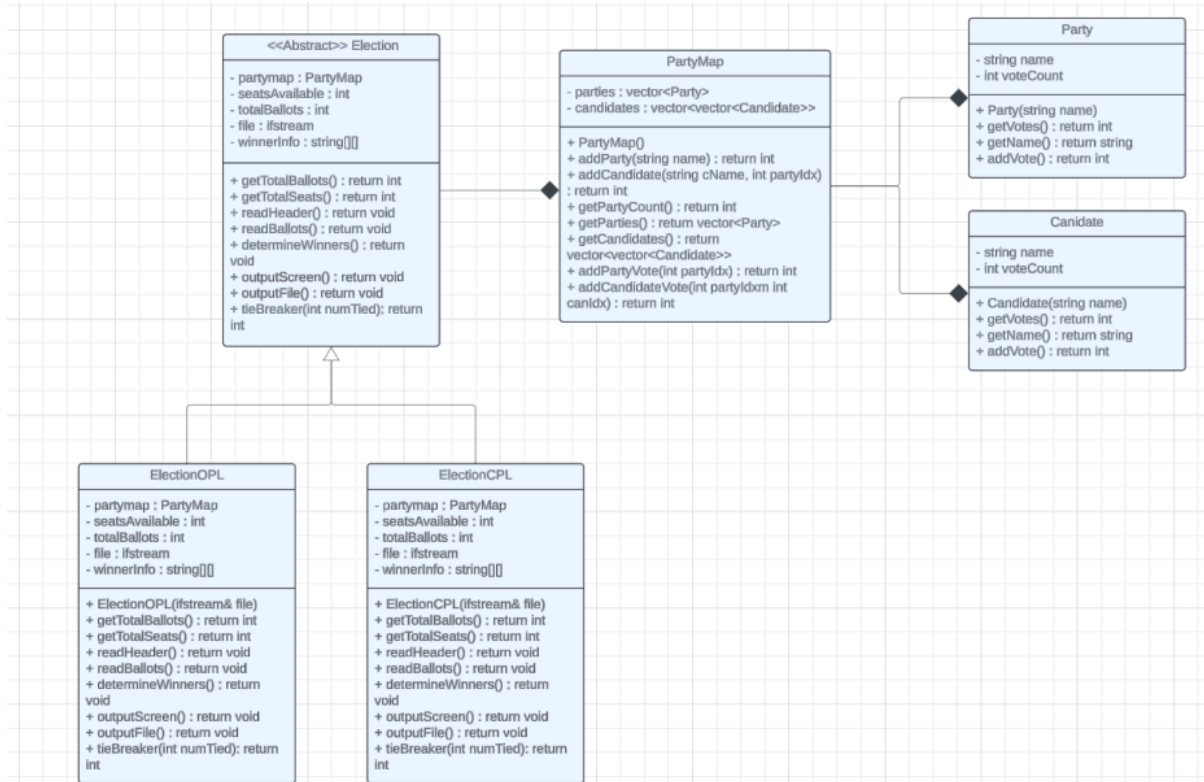 <<Abstract>> Election
- partymap : PartyMap
- seatsAvailable : int
- totalBallots : int
- file : ifstream
- winnerInfo : string[][]
+ getTotalBallots() : return int
+ getTotalSeats() : return int
+ readHeader() : return void
+ readBallots() : return void
+ determineWinners() : return
void
+ outputScreen() : return void
+ outputFile() : return void
+ tieBreaker(int numTied): return
int
PartyMap
- parties : vector<Party>
- candidates : vector<vector<Candidate>>
+ PartyMap()
+ addParty(string name) : return int
+ addCandidate(string cName, int partyIdx)
: return int
+ getPartyCount() : return int
+ getParties() : return vector<Party>
+ getCandidates() : return
vector<vector<Candidate>>
+ addPartyVote(int partyIdx) : return int
+ addCandidateVote(int partyIdxm int
canIdx) : return int
Party
- string name
- int voteCount
+ Party(string name)
+ getVotes() : return int
+ getName() : return string
+ addVote() : return int
Canidate
- string name
- int voteCount
+ Candidate(string name)
+ getVotes() : return int
+ getName() : return string
+ addVote() : return int
ElectionOPL
- partymap : PartyMap
- seatsAvailable : int
- totalBallots : int
- file : ifstream
- winnerInfo : string[][]
+ ElectionOPL(ifstream& file)
+ getTotalBallots() : return int
+ getTotalSeats() : return int
+ readHeader() : return void
+ readBallots() : return void
+ determineWinners() : return
void
+ outputScreen() : return void
+ outputFile() : return void
+ tieBreaker(int numTied): return
int
ElectionCPL
- partymap : PartyMap
- seatsAvailable : int
- totalBallots : int
- file : ifstream
- winnerInfo : string[][]
+ ElectionCPL(ifstream& file)
+ getTotalBallots() : return int
+ getTotalSeats() : return int
+ readHeader() : return void
+ readBallots() : return void
+ determineWinners() : return
void
+ outputScreen() : return void
+ outputFile() : return void
+ tieBreaker(int numTied): return
int